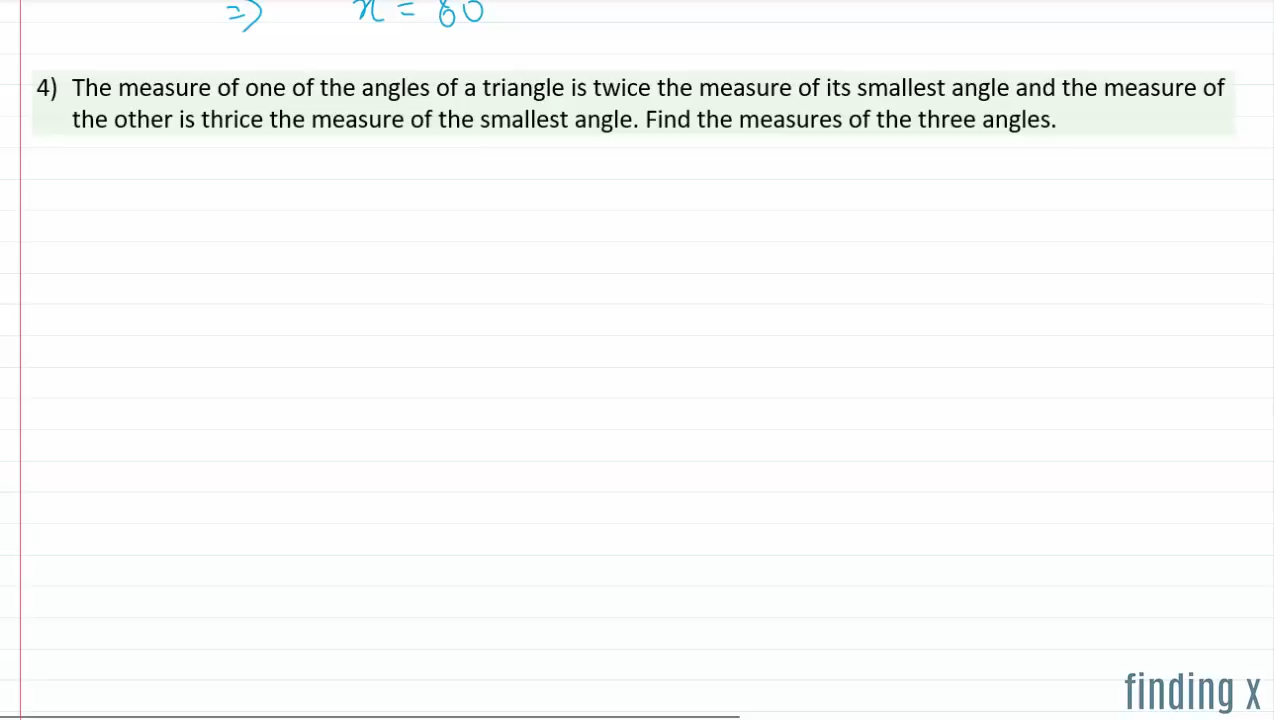 ⇒ x = 60
4) The measure of one of the angles of a triangle is twice the measure of its smallest angle and the measure of
the other is thrice the measure of the smallest angle. Find the measures of the three angles.
finding x